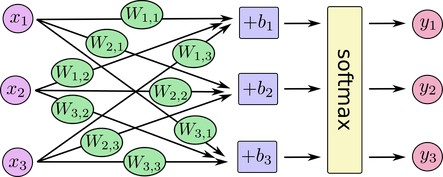 x₁ W₁,₁ +b₁ y₁
W₂,₁ W₁,₃
W₁,₂
x₂ W₂,₂ +b₂ softmax y₂
W₃,₂
W₂,₃ W₃,₁
x₃ W₃,₃ +b₃ y₃